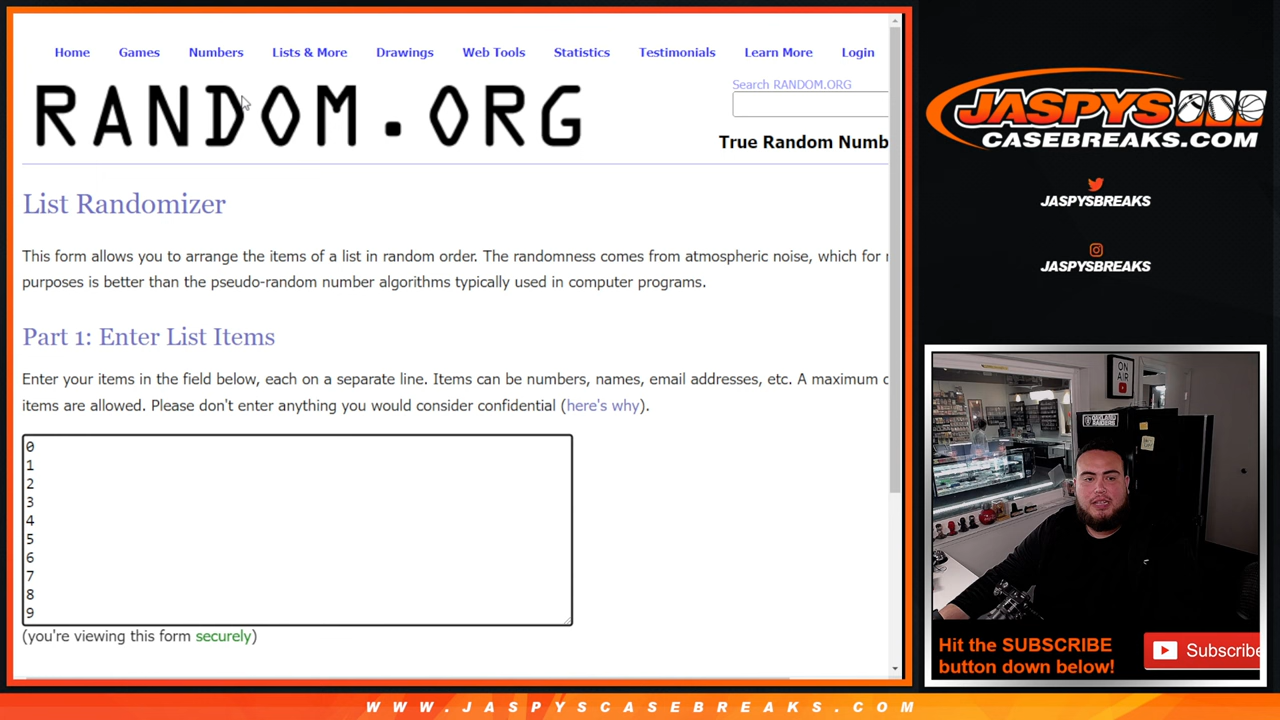 Home Games Numbers Lists & More Drawings Web Tools Statistics Testimonials Learn More Login
RANDOM.ORG
Search RANDOM.ORG
True Random Numb
List Randomizer
This form allows you to arrange the items of a list in random order. The randomness comes from atmospheric noise, which for
purposes is better than the pseudo-random number algorithms typically used in computer programs.
Part 1: Enter List Items
Enter your items in the field below, each on a separate line. Items can be numbers, names, email addresses, etc. A maximum
items are allowed. Please don't enter anything you would consider confidential (here's why).
0
1
2
3
4
5
6
7
8
9
(you're viewing this form securely)
JASPYS
CASEBREAKS.COM
JASPYSBREAKS
JASPYSBREAKS
ON
AIR
OAKLAND
RAIDERS
Hit the SUBSCRIBE
button down below!
Subscribe
WWW.JASPYSCASEBREAKS.COM